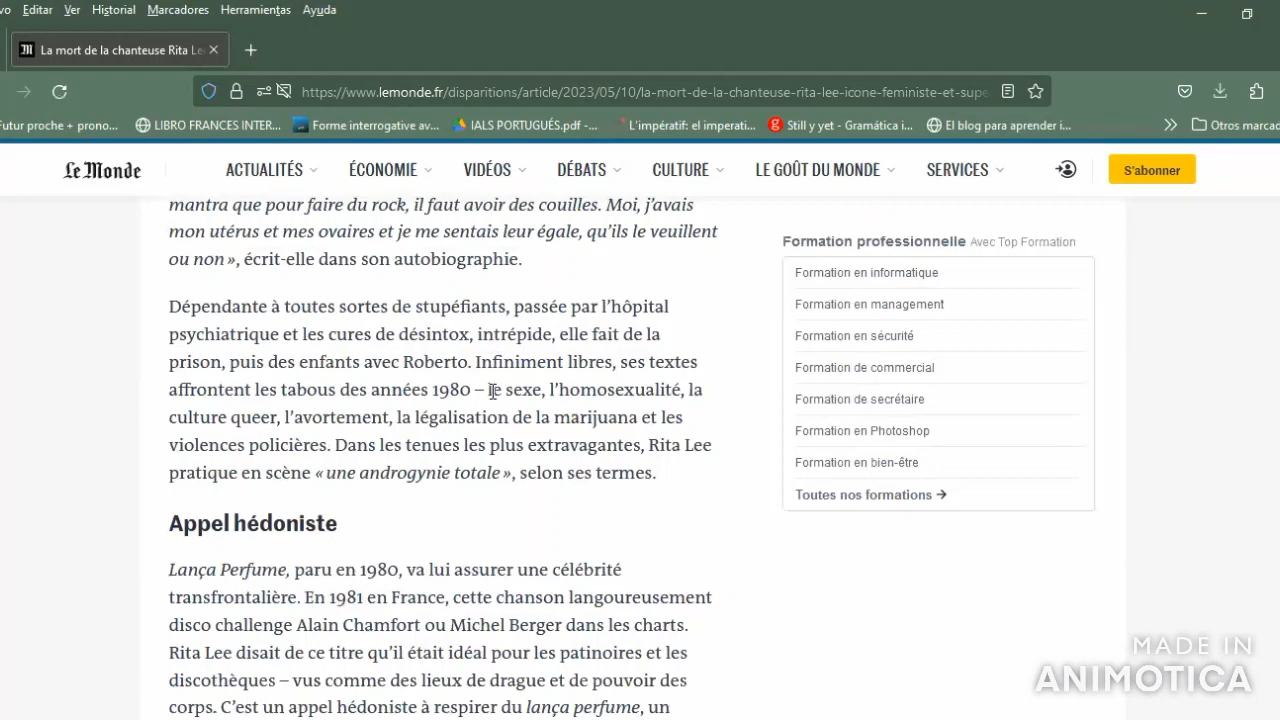 vo Editar Ver Historial Marcadores Herramientas Ayuda
La mort de la chanteuse Rita Le
https://www.lemonde.fr/disparitions/article/2023/05/10/la-mort-de-la-chanteuse-rita-lee-icone-feministe-et-supe
Futur proche + prono... LIBRO FRANCES INTER... Forme interrogative av... IALS PORTUGUÉS.pdf -... L'impératif: el imperati... Still y yet - Gramática i... El blog para aprender i... Otros marcad
Le Monde ACTUALITÉS ÉCONOMIE VIDÉOS DÉBATS CULTURE LE GOÛT DU MONDE SERVICES S'abonner
mantra que pour faire du rock, il faut avoir des couilles. Moi, j'avais
mon utérus et mes ovaires et je me sentais leur égale, qu'ils le veuillent
ou non », écrit-elle dans son autobiographie.
Dépendante à toutes sortes de stupéfiants, passée par l'hôpital
psychiatrique et les cures de désintox, intrépide, elle fait de la
prison, puis des enfants avec Roberto. Infiniment libres, ses textes
affrontent les tabous des années 1980 – le sexe, l'homosexualité, la
culture queer, l'avortement, la légalisation de la marijuana et les
violences policières. Dans les tenues les plus extravagantes, Rita Lee
pratique en scène « une androgynie totale », selon ses termes.
Appel hédoniste
Lança Perfume, paru en 1980, va lui assurer une célébrité
transfrontalière. En 1981 en France, cette chanson langoureusement
disco challenge Alain Chamfort ou Michel Berger dans les charts.
Rita Lee disait de ce titre qu'il était idéal pour les patinoires et les
discothèques – vus comme des lieux de drague et de pouvoir des
corps. C'est un appel hédoniste à respirer du lança perfume, un
Formation professionnelle Avec Top Formation
Formation en informatique
Formation en management
Formation en sécurité
Formation de commercial
Formation de secrétaire
Formation en Photoshop
Formation en bien-être
Toutes nos formations →
MADE IN
ANIMOTICA